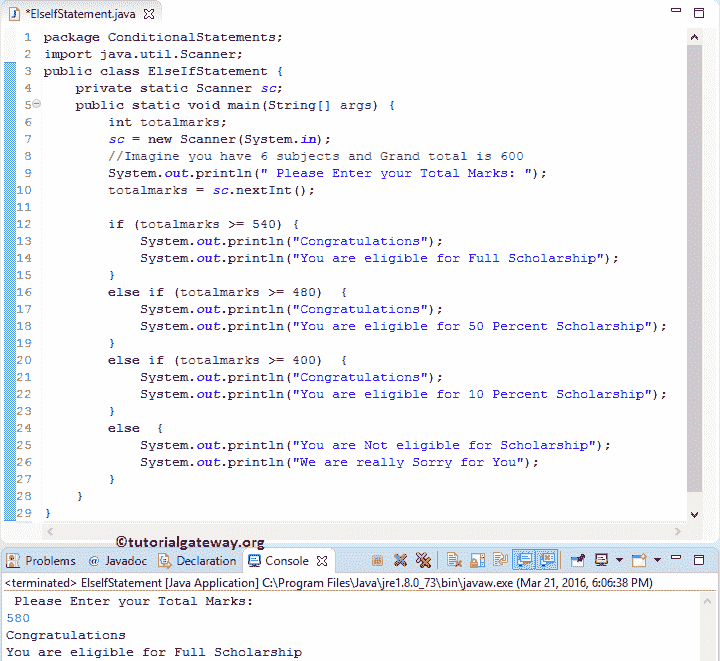 *ElseIfStatement.java
1 package ConditionalStatements;
2 import java.util.Scanner;
3 public class ElseIfStatement {
4     private static Scanner sc;
5     public static void main(String[] args) {
6         int totalmarks;
7         sc = new Scanner(System.in);
8         //Imagine you have 6 subjects and Grand total is 600
9         System.out.println(" Please Enter your Total Marks: ");
10         totalmarks = sc.nextInt();
11
12         if (totalmarks >= 540) {
13             System.out.println("Congratulations");
14             System.out.println("You are eligible for Full Scholarship");
15         }
16         else if (totalmarks >= 480)  {
17             System.out.println("Congratulations");
18             System.out.println("You are eligible for 50 Percent Scholarship");
19         }
20         else if (totalmarks >= 400)  {
21             System.out.println("Congratulations");
22             System.out.println("You are eligible for 10 Percent Scholarship");
23         }
24         else  {
25             System.out.println("You are Not eligible for Scholarship");
26             System.out.println("We are really Sorry for You");
27         }
28     }
29 }
©tutorialgateway.org
Problems @ Javadoc Declaration Console
<terminated> ElseIfStatement [Java Application] C:\Program Files\Java\jre1.8.0_73\bin\javaw.exe (Mar 21, 2016, 6:06:38 PM)
 Please Enter your Total Marks:
580
Congratulations
You are eligible for Full Scholarship